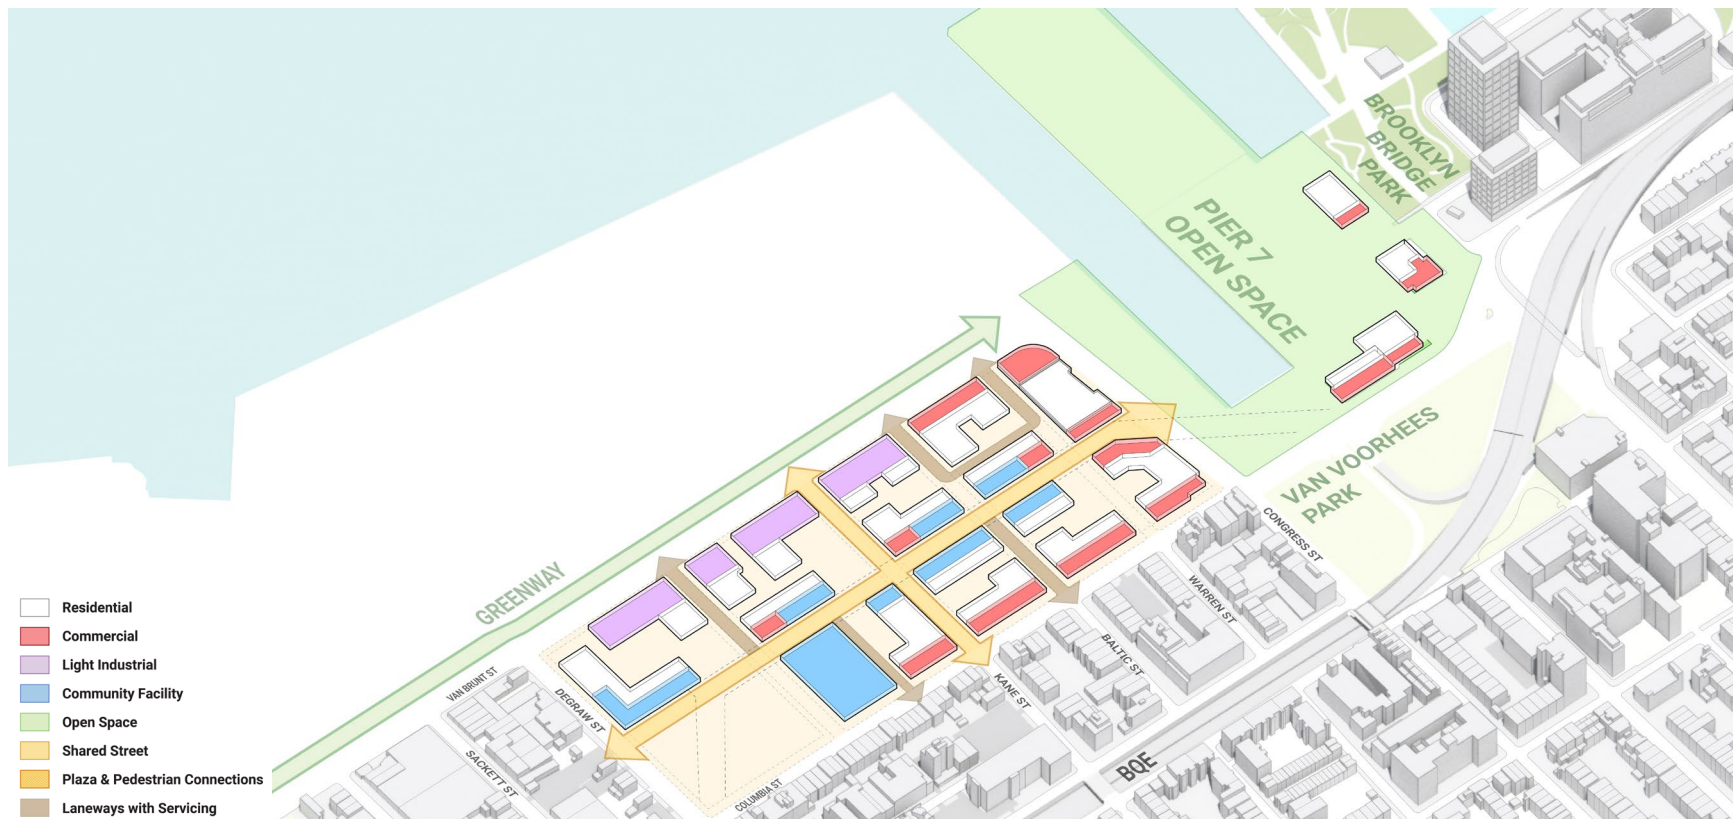 BROOKLYN
BRIDGE
PARK
PIER 7
OPEN SPACE
VAN VOORHEES
PARK
GREENWAY
CONGRESS ST
WARREN ST
BALTIC ST
KANE ST
VAN BRUNT ST
DEGRAW ST
SACKETT ST
COLUMBIA ST
BQE
Residential
Commercial
Light Industrial
Community Facility
Open Space
Shared Street
Plaza & Pedestrian Connections
Laneways with Servicing